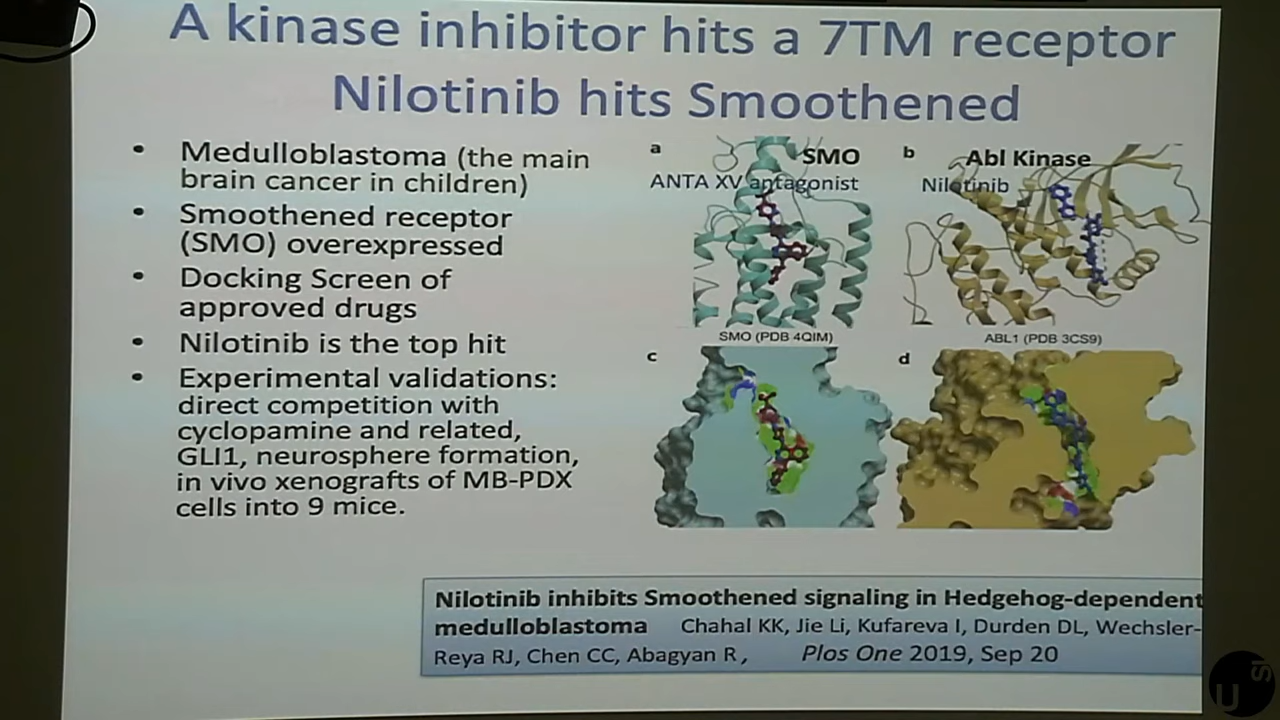 A kinase inhibitor hits a 7TM receptor
Nilotinib hits Smoothened
• Medulloblastoma (the main
brain cancer in children)
• Smoothened receptor
(SMO) overexpressed
• Docking Screen of
approved drugs
• Nilotinib is the top hit
• Experimental validations:
direct competition with
cyclopamine and related,
GLI1, neurosphere formation,
in vivo xenografts of MB-PDX
cells into 9 mice.
a
SMO
ANTA XV antagonist
SMO (PDB 4QIM)
b
Abl Kinase
Nilotinib
ABL1 (PDB 3CS9)
c
d
Nilotinib inhibits Smoothened signaling in Hedgehog-dependent
medulloblastoma Chahal KK, Jie Li, Kufareva I, Durden DL, Wechsler-
Reya RJ, Chen CC, Abagyan R, Plos One 2019, Sep 20
U
SI